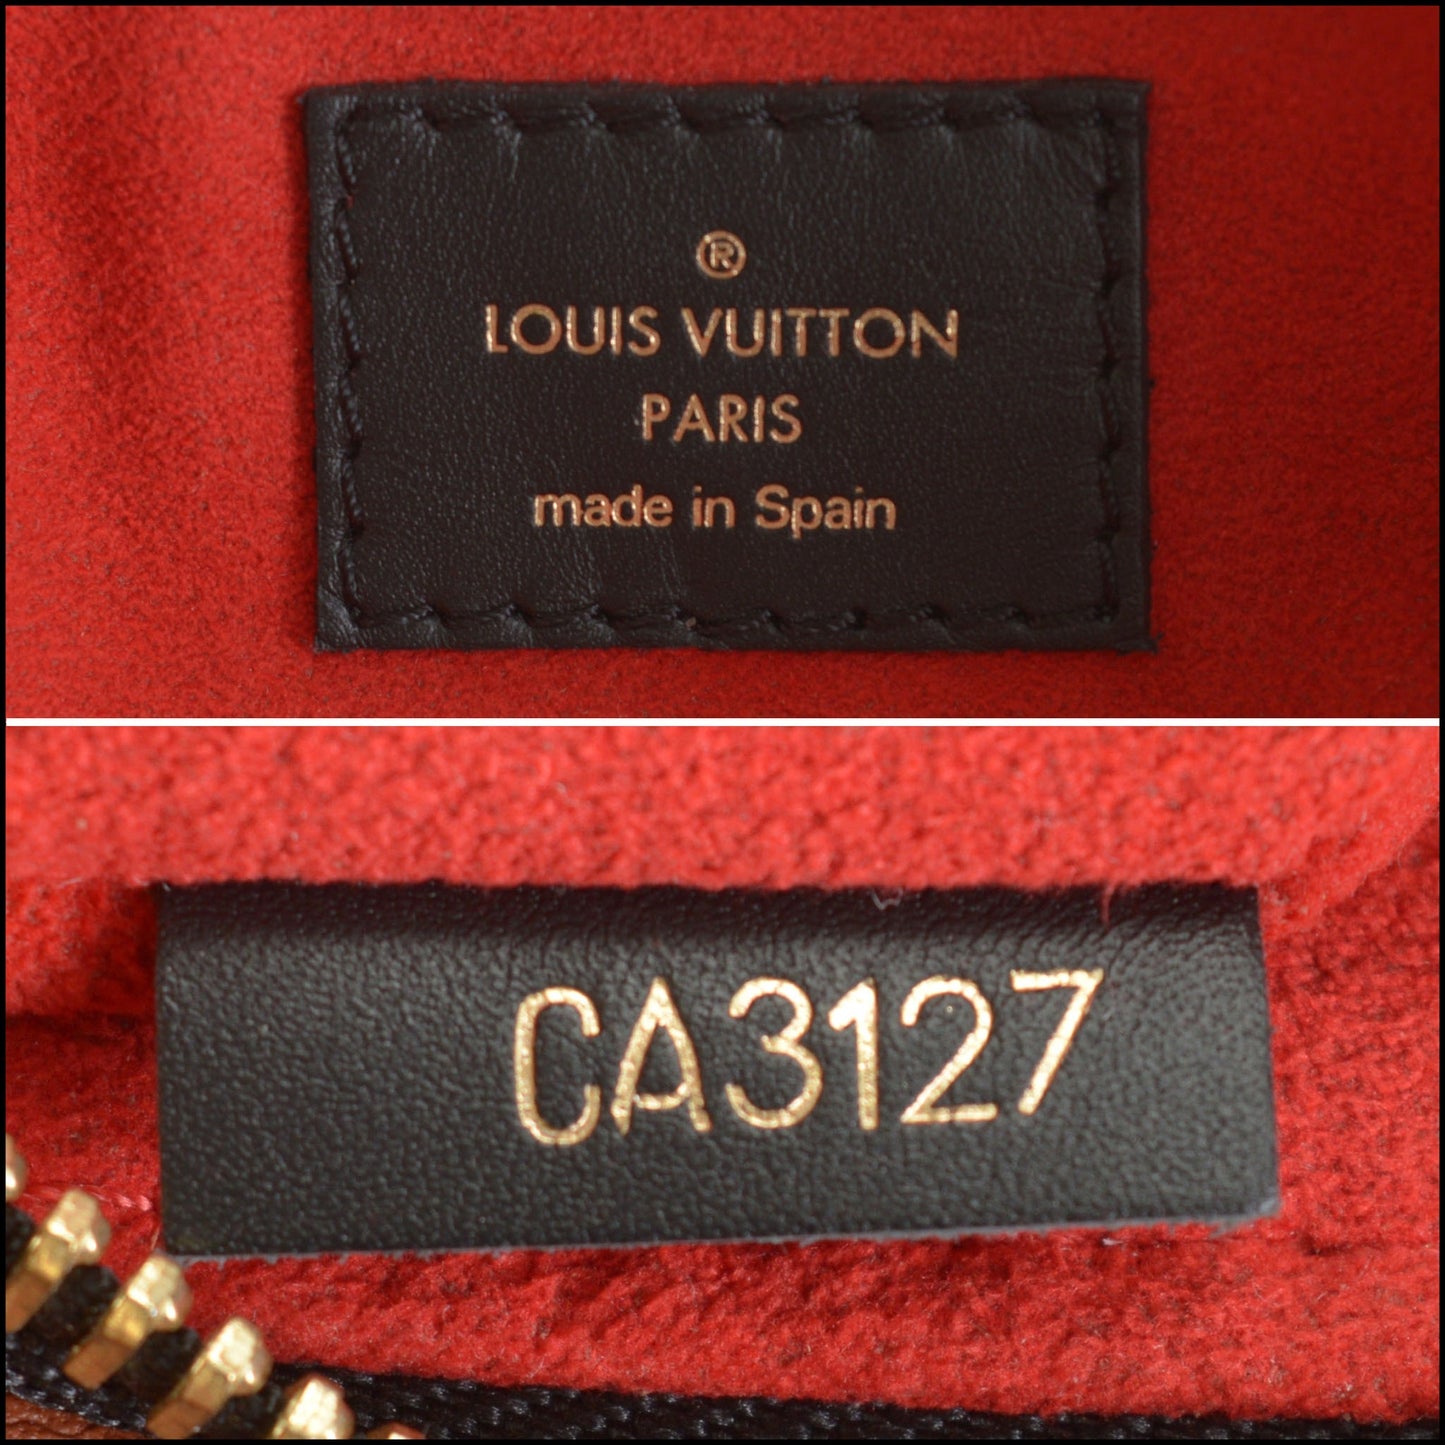 ®
LOUIS VUITTON
PARIS
made in Spain
CA3127